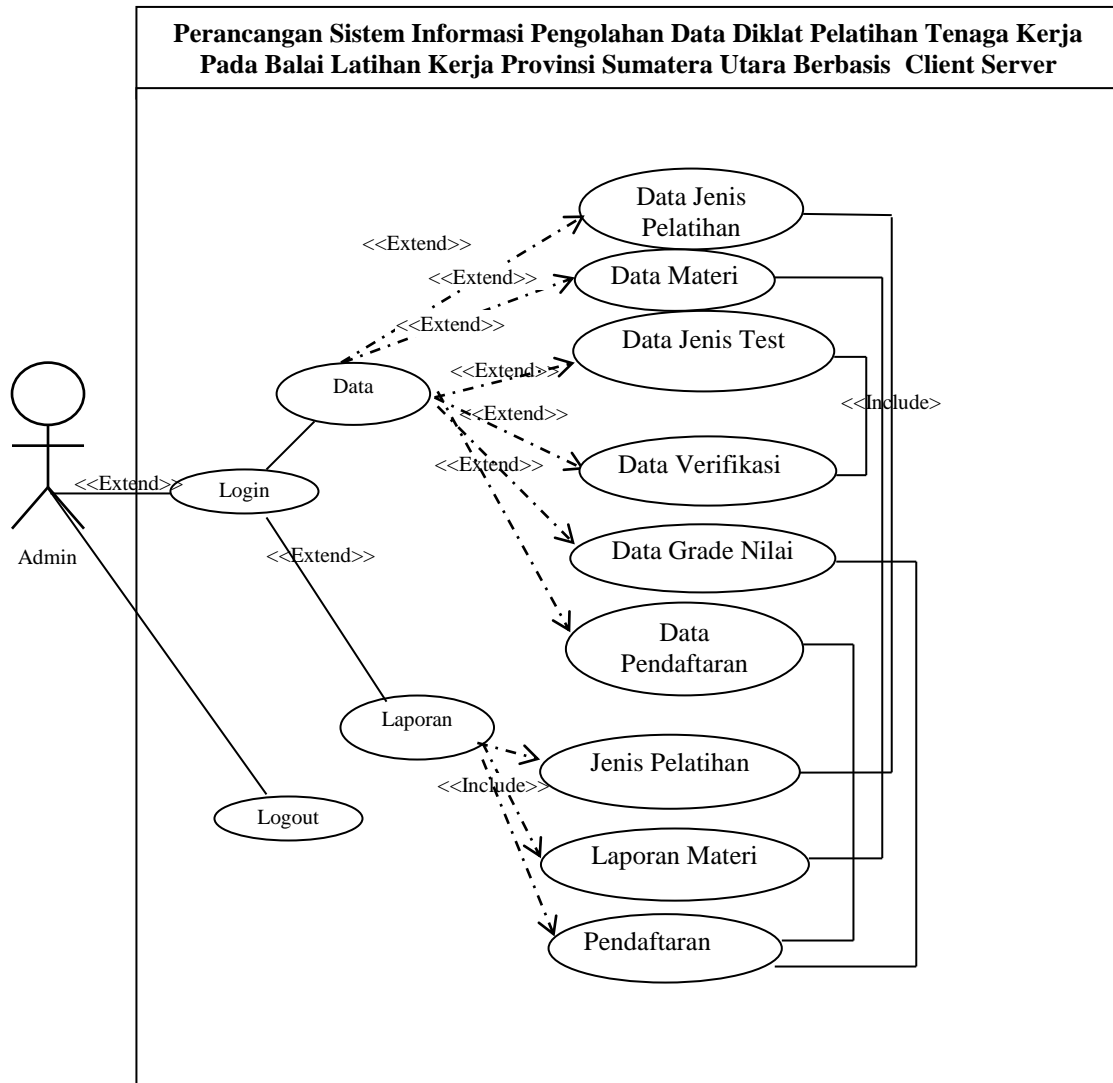 Perancangan Sistem Informasi Pengolahan Data Diklat Pelatihan Tenaga Kerja
Pada Balai Latihan Kerja Provinsi Sumatera Utara Berbasis Client Server
Data Jenis
Pelatihan
<<Extend>>
<<Extend>>
Data Materi
<<Extend>>
Data Jenis Test
<<Extend>>
Data
<<Include>
<<Extend>>
Data Verifikasi
<<Extend>>
<<Extend>>
Login
Admin
<<Extend>>
Data Grade Nilai
Data
Pendaftaran
Laporan
Jenis Pelatihan
<<Include>>
Logout
Laporan Materi
Pendaftaran